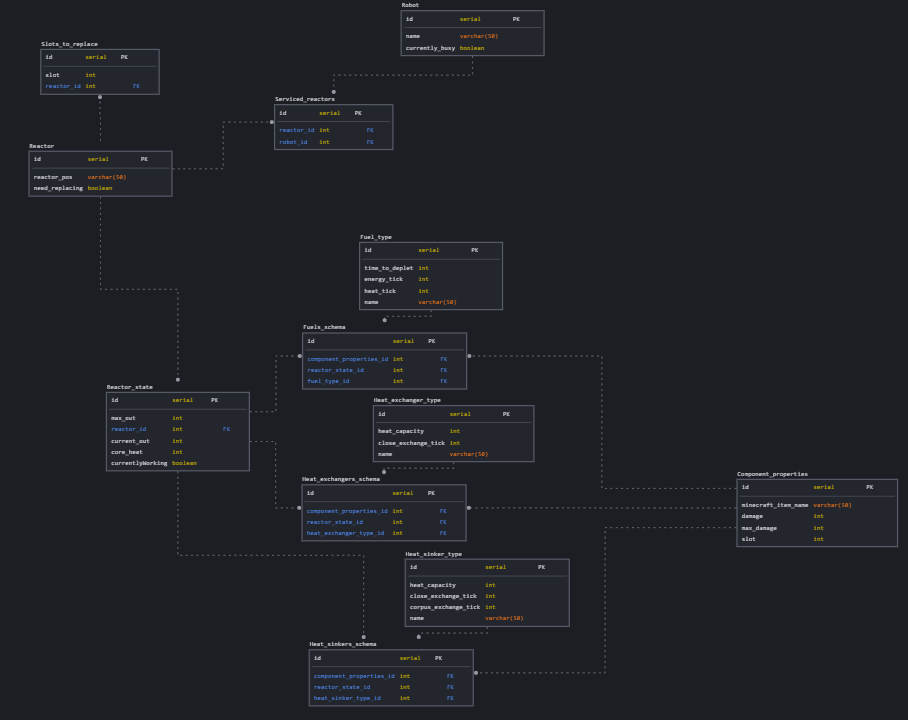 Robot
id serial PK
name varchar(50)
currently_busy boolean
Slots_to_replace
id serial PK
slot int
reactor_id int FK
Serviced_reactors
id serial PK
reactor_id int FK
robot_id int FK
Reactor
id serial PK
reactor_pos varchar(50)
need_replacing boolean
Fuel_type
id serial PK
time_to_deplet int
energy_tick int
heat_tick int
name varchar(50)
Fuels_schema
id serial PK
component_properties_id int FK
reactor_state_id int FK
fuel_type_id int FK
Reactor_state
id serial PK
max_out int
reactor_id int FK
current_out int
core_heat int
currentlyWorking boolean
Heat_exchanger_type
id serial PK
heat_capacity int
close_exchange_tick int
name varchar(50)
Heat_exchangers_schema
id serial PK
component_properties_id int FK
reactor_state_id int FK
heat_exchanger_type_id int FK
Component_properties
id serial PK
minecraft_item_name varchar(50)
damage int
max_damage int
slot int
Heat_sinker_type
id serial PK
heat_capacity int
close_exchange_tick int
corpus_exchange_tick int
name varchar(50)
Heat_sinkers_schema
id serial PK
component_properties_id int FK
reactor_state_id int FK
heat_sinker_type_id int FK